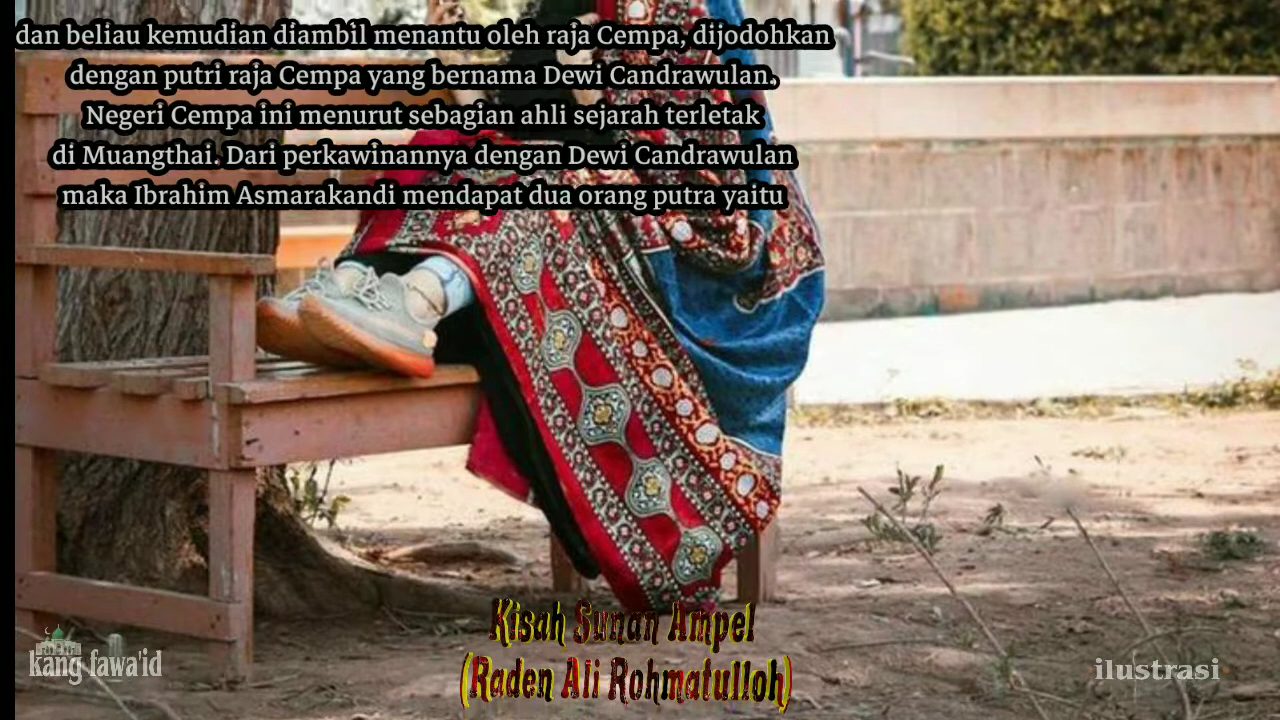 dan beliau kemudian diambil menantu oleh raja Cempa, dijodohkan
dengan putri raja Cempa yang bernama Dewi Candrawulan.
Negeri Cempa ini menurut sebagian ahli sejarah terletak
di Muangthai. Dari perkawinannya dengan Dewi Candrawulan
maka Ibrahim Asmarakandi mendapat dua orang putra yaitu
Kisah Sunan Ampel
(Raden Ali Rohmatulloh)
kang fawa'id
ilustrasi